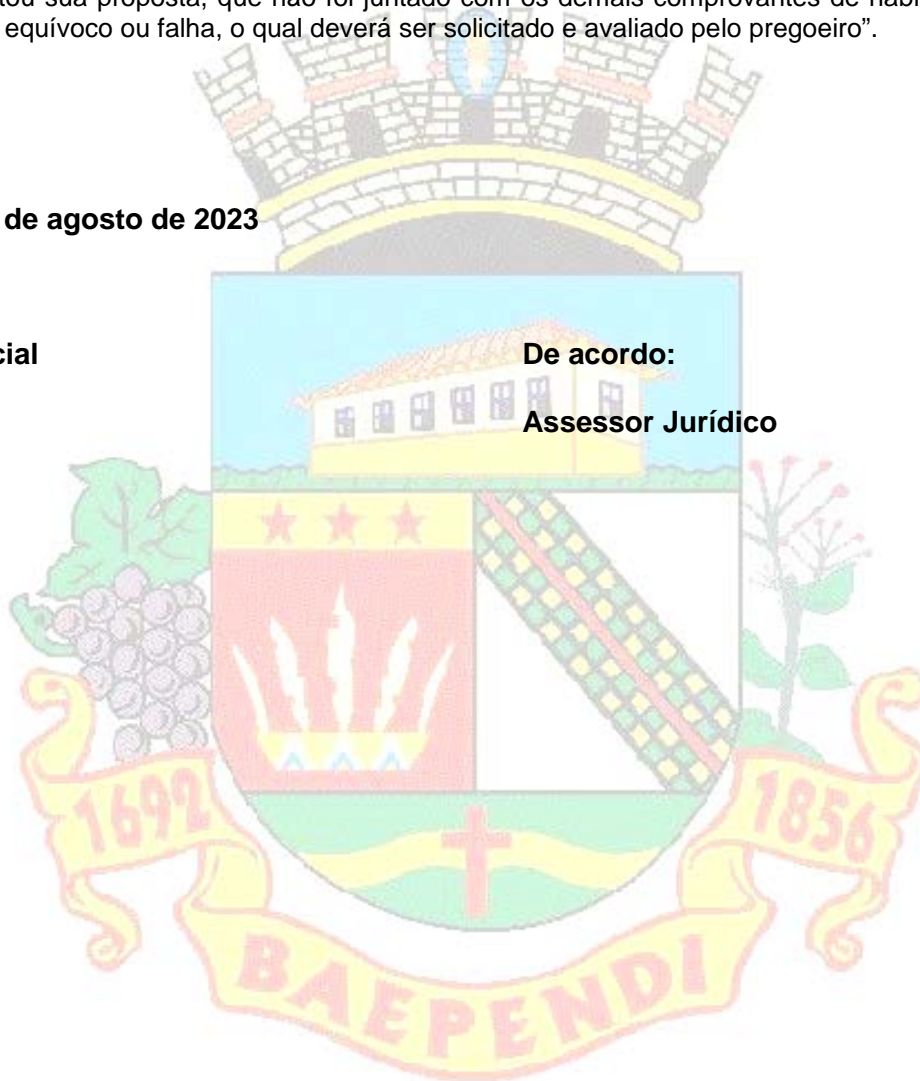 tou sua proposta, que não foi juntado com os demais comprovantes de habi
equívoco ou falha, o qual deverá ser solicitado e avaliado pelo pregoeiro”.
de agosto de 2023
cial
De acordo:
Assessor Jurídico
1692
1856
BAEPENDI